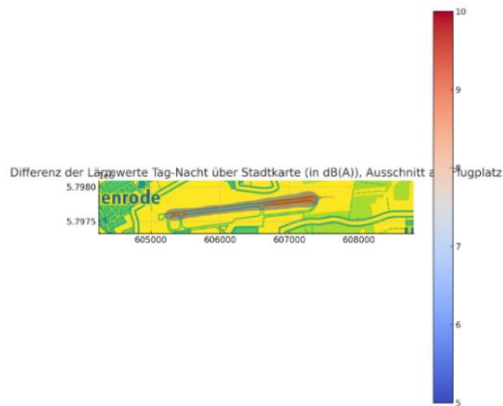 10
9
8
Differenz der Lärmwerte Tag-Nacht über Stadtkarte (in dB(A)), Ausschnitt
1e6
5.7980
enrode
5.7975
605000 606000 607000 608000
7
6
5